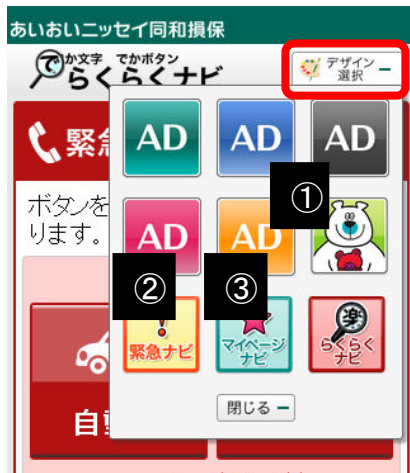 あいおいニッセイ同和損保
でか文字 でかボタン
らくらくナビ
デザイン
選択
緊急
AD AD AD
ボタンを
ります。
①
AD AD
② ③
緊急ナビ
マイページ
ナビ
楽
らくらく
ナビ
自動
閉じる